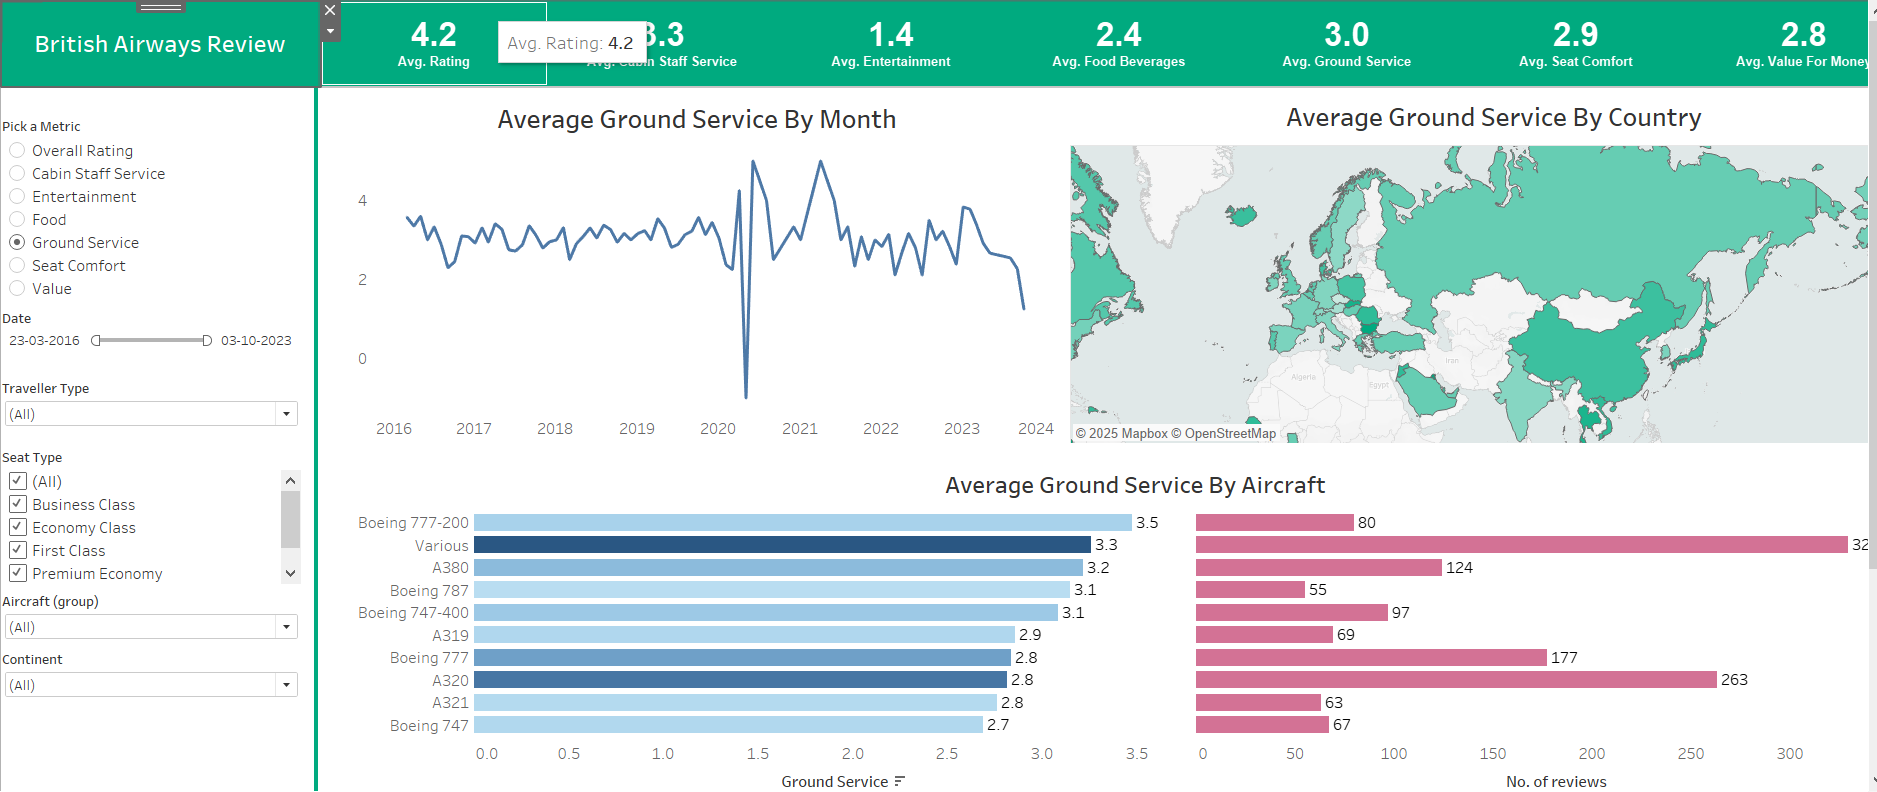 British Airways Review
4.2
Avg. Rating
Avg. Rating: 4.2
3.3
Avg. Cabin Staff Service
1.4
Avg. Entertainment
2.4
Avg. Food Beverages
3.0
Avg. Ground Service
2.9
Avg. Seat Comfort
2.8
Avg. Value For Money
Pick a Metric
Overall Rating
Cabin Staff Service
Entertainment
Food
Ground Service
Seat Comfort
Value
Date
23-03-2016 03-10-2023
Traveller Type
(All)
Seat Type
(All)
Business Class
Economy Class
First Class
Premium Economy
Aircraft (group)
(All)
Continent
(All)
Average Ground Service By Month
4
2
0
2016 2017 2018 2019 2020 2021 2022 2023 2024
Average Ground Service By Country
Algeria
Egypt
Iran
© 2025 Mapbox © OpenStreetMap
Average Ground Service By Aircraft
Boeing 777-200 3.5 80
Various 3.3 32
A380 3.2 124
Boeing 787 3.1 55
Boeing 747-400 3.1 97
A319 2.9 69
Boeing 777 2.8 177
A320 2.8 263
A321 2.8 63
Boeing 747 2.7 67
0.0 0.5 1.0 1.5 2.0 2.5 3.0 3.5
0 50 100 150 200 250 300
Ground Service
No. of reviews